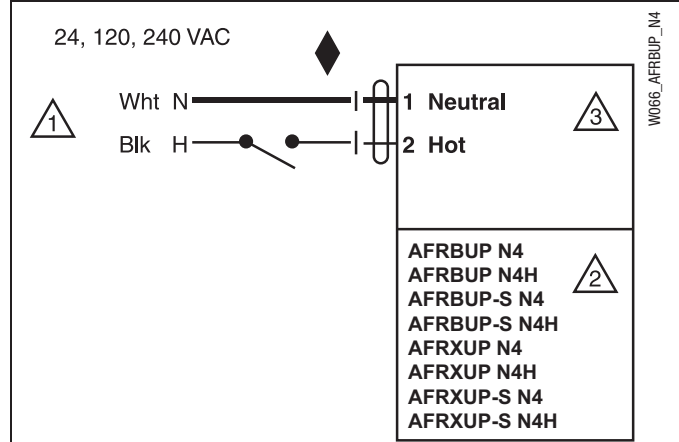 24, 120, 240 VAC
W066_AFRBUP_N4
1
Wht N
1 Neutral
3
Blk H
2 Hot
2
AFRBUP N4
AFRBUP N4H
AFRBUP-S N4
AFRBUP-S N4H
AFRXUP N4
AFRXUP N4H
AFRXUP-S N4
AFRXUP-S N4H